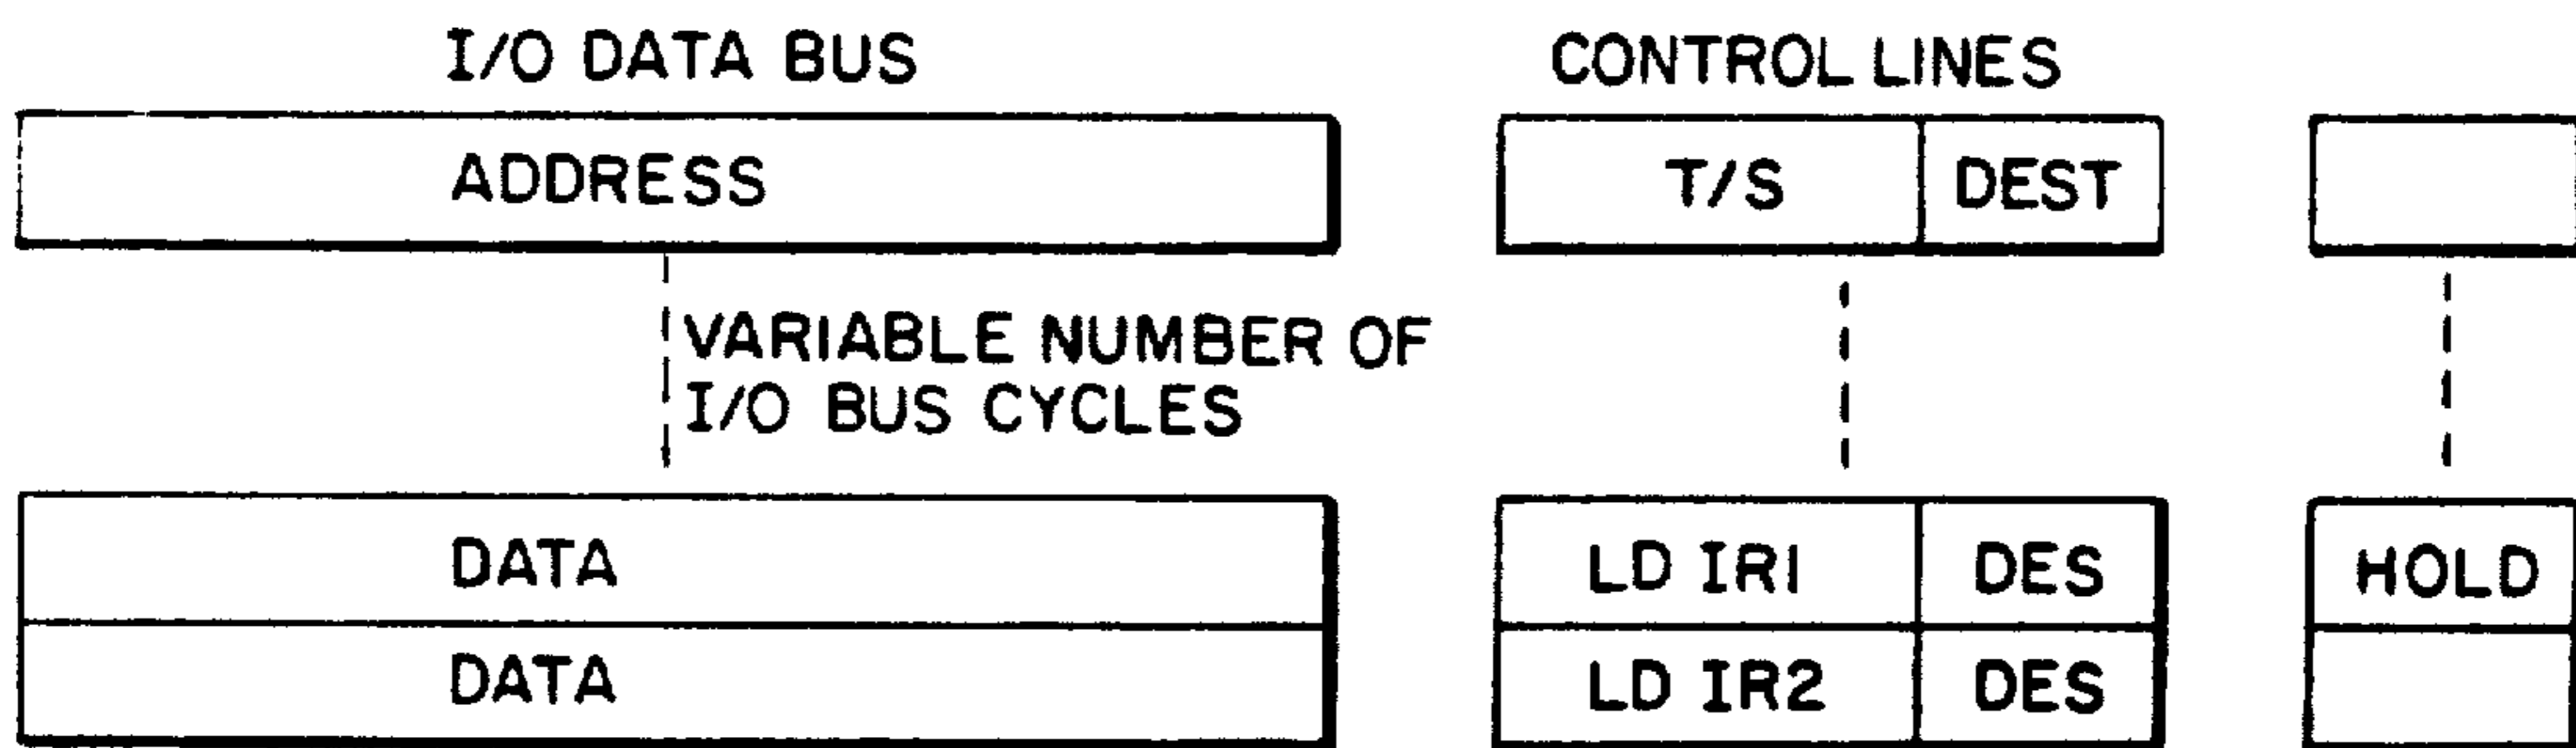 I/O DATA BUS
CONTROL LINES
ADDRESS
T/S
DEST
VARIABLE NUMBER OF
I/O BUS CYCLES
DATA
LD IR1
DES
HOLD
DATA
LD IR2
DES